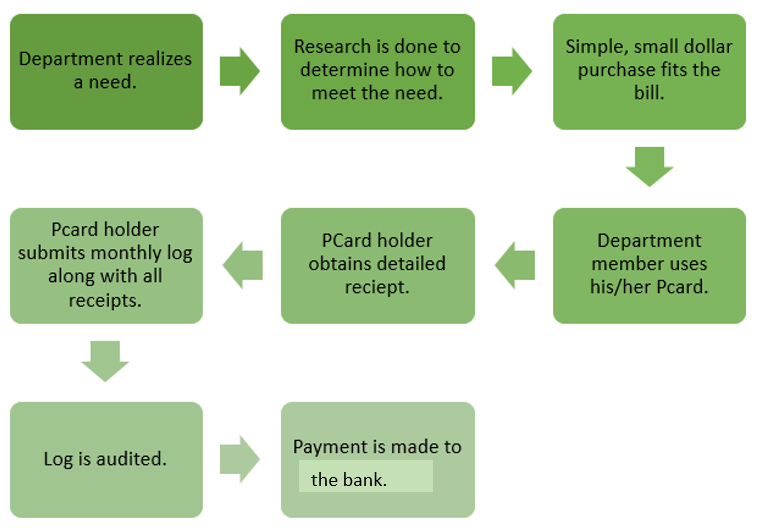 Department realizes
a need.
Research is done to
determine how to
meet the need.
Simple, small dollar
purchase fits the
bill.
Department
member uses
his/her Pcard.
PCard holder
obtains detailed
reciept.
Pcard holder
submits monthly log
along with all
receipts.
Log is audited.
Payment is made to
the bank.